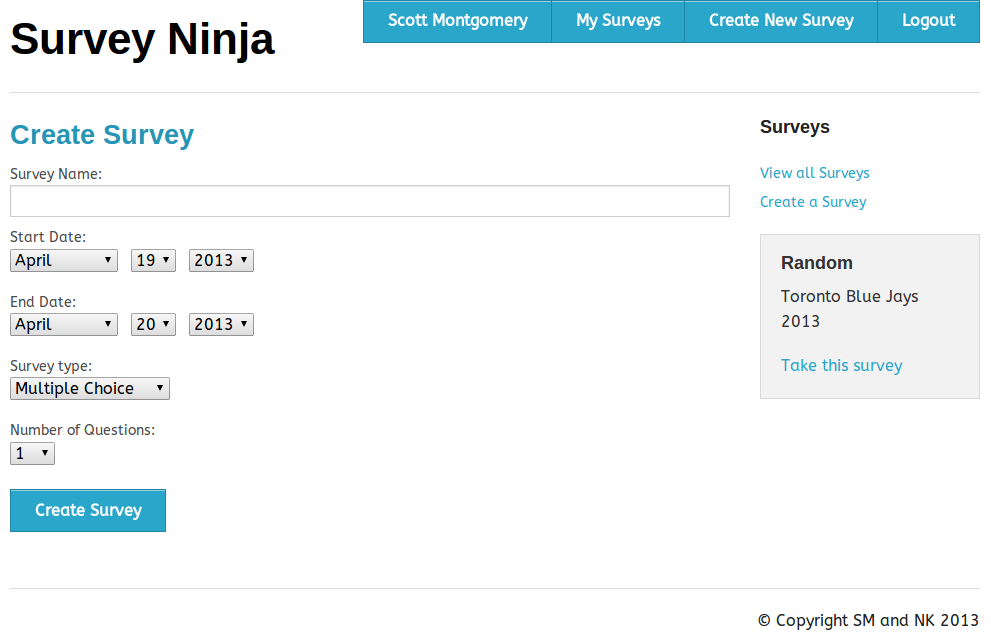 Survey Ninja
Scott Montgomery My Surveys Create New Survey Logout
Create Survey
Survey Name:
Start Date:
April 19 2013
End Date:
April 20 2013
Survey type:
Multiple Choice
Number of Questions:
1
Create Survey
Surveys
View all Surveys
Create a Survey
Random
Toronto Blue Jays
2013
Take this survey
© Copyright SM and NK 2013